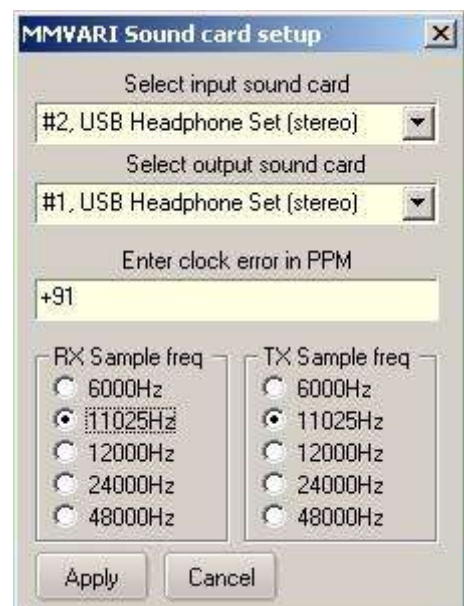 MMVARI Sound card setup
Select input sound card
#2, USB Headphone Set (stereo)
Select output sound card
#1, USB Headphone Set (stereo)
Enter clock error in PPM
+91
RX Sample freq
6000Hz
11025Hz
12000Hz
24000Hz
48000Hz
TX Sample freq
6000Hz
11025Hz
12000Hz
24000Hz
48000Hz
Apply
Cancel